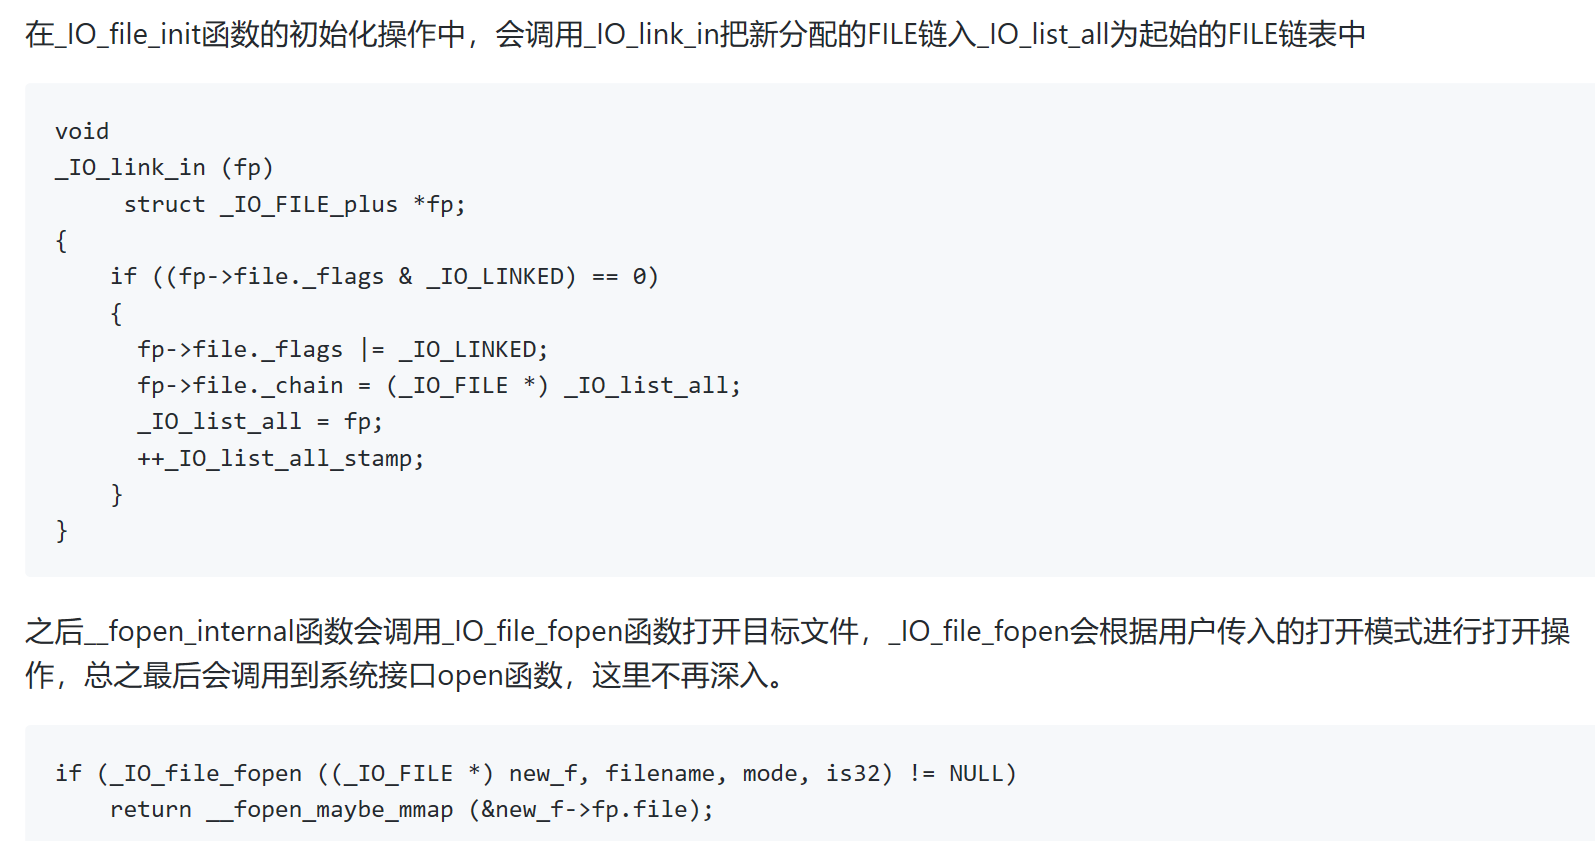 在_IO_file_init函数的初始化操作中，会调用_IO_link_in把新分配的FILE链入_IO_list_all为起始的FILE链表中
void
_IO_link_in (fp)
     struct _IO_FILE_plus *fp;
{
    if ((fp->file._flags & _IO_LINKED) == 0)
    {
      fp->file._flags |= _IO_LINKED;
      fp->file._chain = (_IO_FILE *) _IO_list_all;
      _IO_list_all = fp;
      ++_IO_list_all_stamp;
    }
}
之后__fopen_internal函数会调用_IO_file_fopen函数打开目标文件，_IO_file_fopen会根据用户传入的打开模式进行打开操
作，总之最后会调用到系统接口open函数，这里不再深入。
if (_IO_file_fopen ((_IO_FILE *) new_f, filename, mode, is32) != NULL)
    return __fopen_maybe_mmap (&new_f->fp.file);